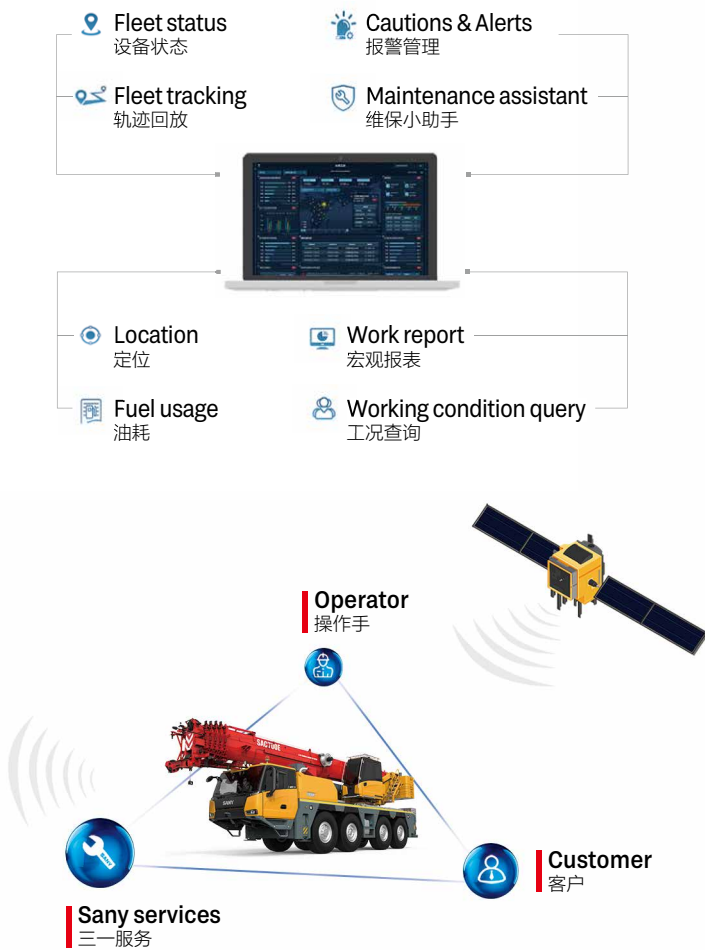 Fleet status
设备状态
Cautions & Alerts
报警管理
Fleet tracking
轨迹回放
Maintenance assistant
维保小助手
Location
定位
Work report
宏观报表
Fuel usage
油耗
Working condition query
工况查询
Operator
操作手
SANY
Customer
客户
Sany services
三一服务